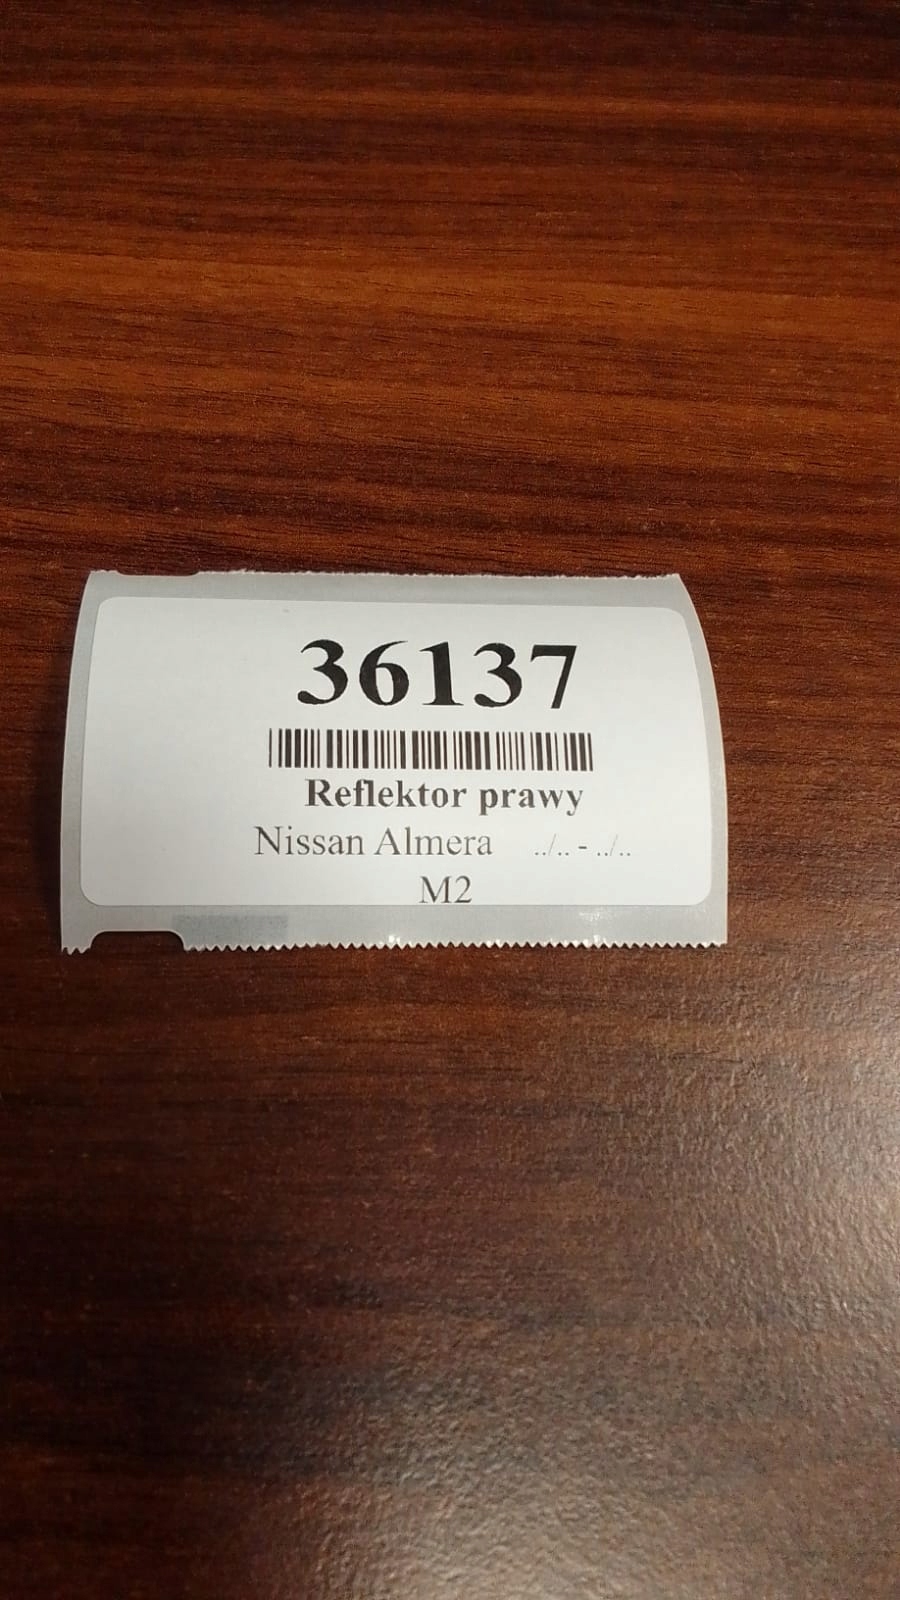 36137
Reflektor prawy
Nissan Almera ../.. - ../..
M2